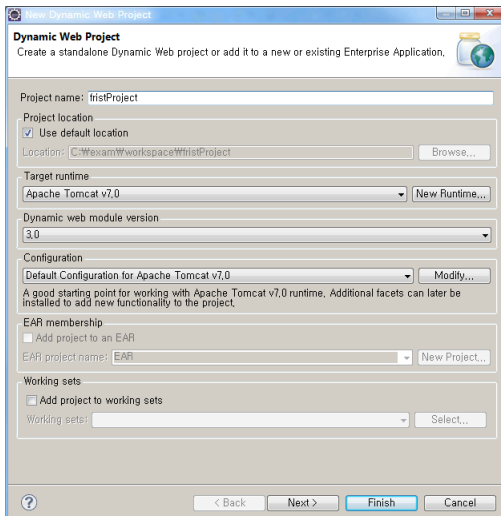 New Dynamic Web Project
Dynamic Web Project
Create a standalone Dynamic Web project or add it to a new or existing Enterprise Application.
Project name: fristProject
Project location
Use default location
Location: C:₩exam₩workspace₩fristProject Browse...
Target runtime
Apache Tomcat v7.0 New Runtime...
Dynamic web module version
3.0
Configuration
Default Configuration for Apache Tomcat v7.0 Modify...
A good starting point for working with Apache Tomcat v7.0 runtime. Additional facets can later be
installed to add new functionality to the project.
EAR membership
Add project to an EAR
EAR project name: EAR New Project...
Working sets
Add project to working sets
Working sets: Select...
? < Back Next > Finish Cancel